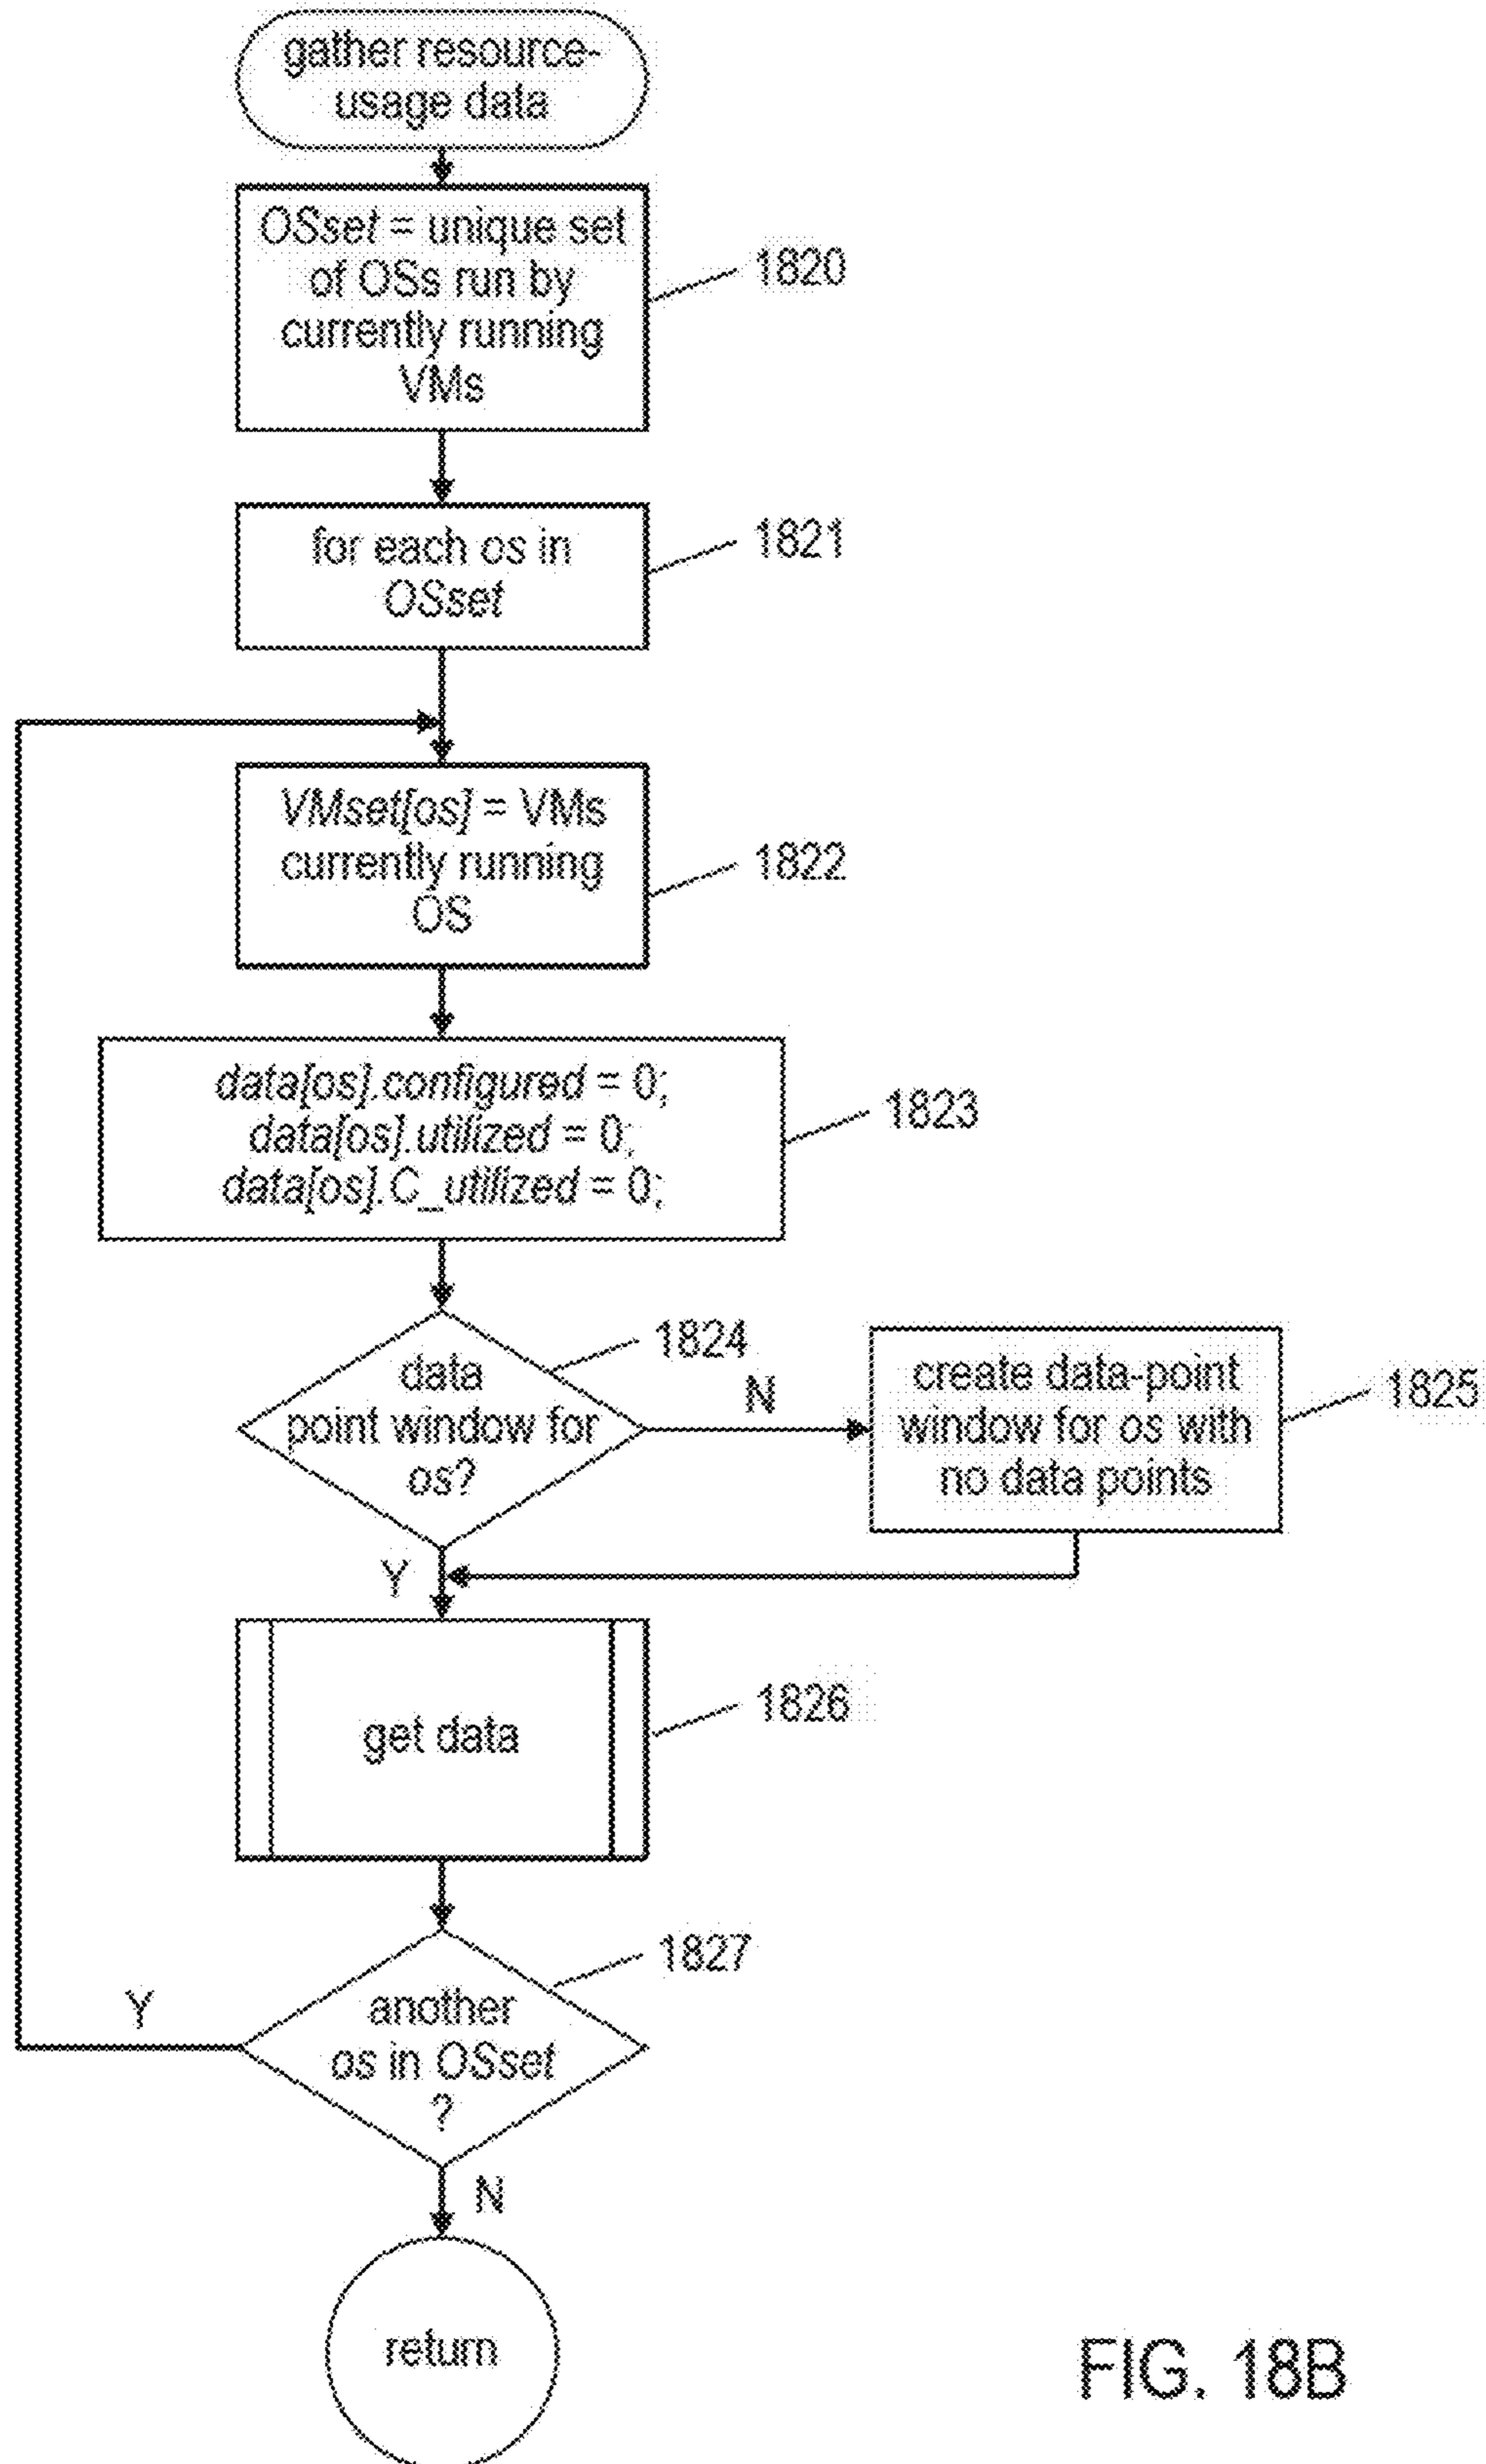 gather resource-
usage data
OSset = unique set
of OSs run by
currently running
VMs
1820
for each os in
OSset
1821
VMset[os] = VMs
currently running
OS
1822
data[os].configured = 0;
data[os].utilized = 0;
data[os].C_utilized = 0;
1823
data
point window for
os?
1824
N
create data-point
window for os with
no data points
1825
Y
get data
1826
another
os in OSset
?
1827
Y
N
return
FIG. 18B